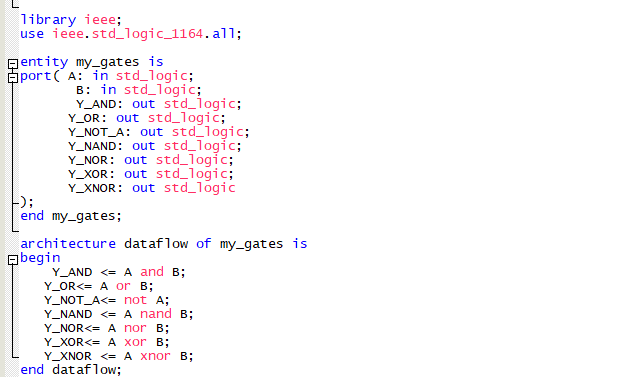 library ieee;
use ieee.std_logic_1164.all;
entity my_gates is
port( A: in std_logic;
B: in std_logic;
Y_AND: out std_logic;
Y_OR: out std_logic;
Y_NOT_A: out std_logic;
Y_NAND: out std_logic;
Y_NOR: out std_logic;
Y_XOR: out std_logic;
Y_XNOR: out std_logic
);
end my_gates;
architecture dataflow of my_gates is
begin
Y_AND <= A and B;
Y_OR<= A or B;
Y_NOT_A<= not A;
Y_NAND <= A nand B;
Y_NOR<= A nor B;
Y_XOR<= A xor B;
Y_XNOR <= A xnor B;
end dataflow;